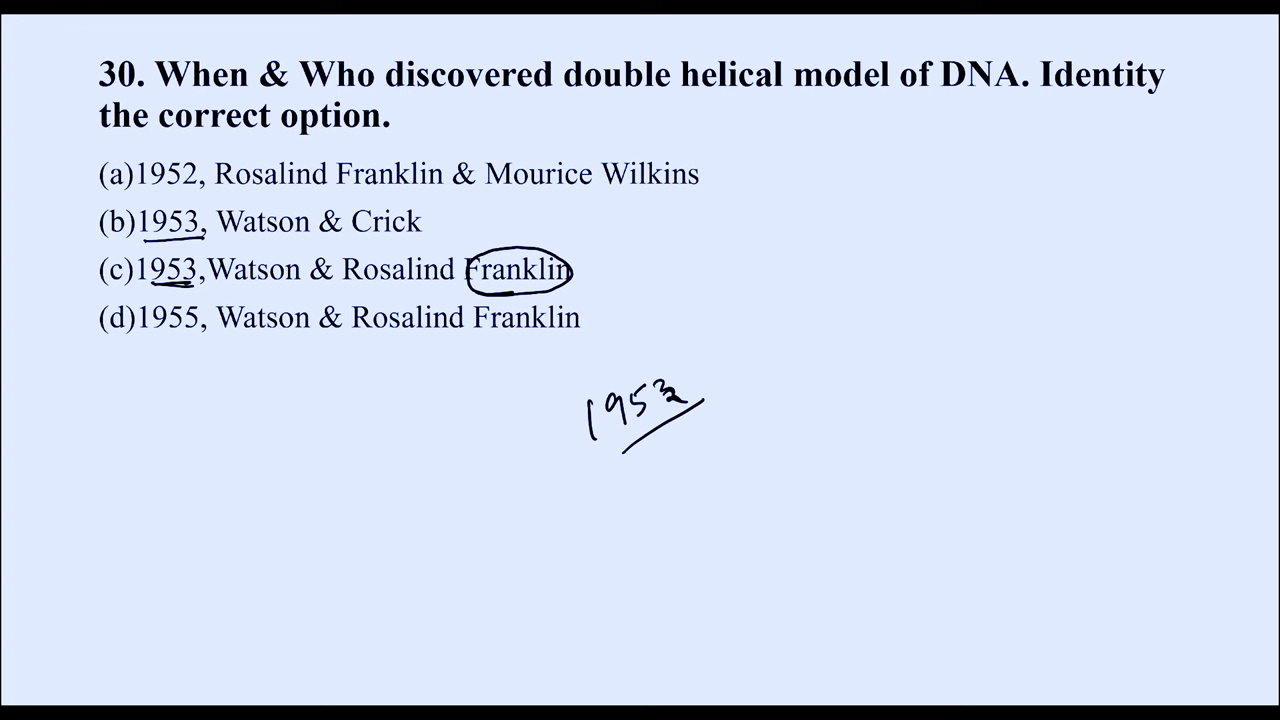 30. When & Who discovered double helical model of DNA. Identity
the correct option.
(a)1952, Rosalind Franklin & Mourice Wilkins
(b)1953, Watson & Crick
(c)1953,Watson & Rosalind Franklin
(d)1955, Watson & Rosalind Franklin
1953